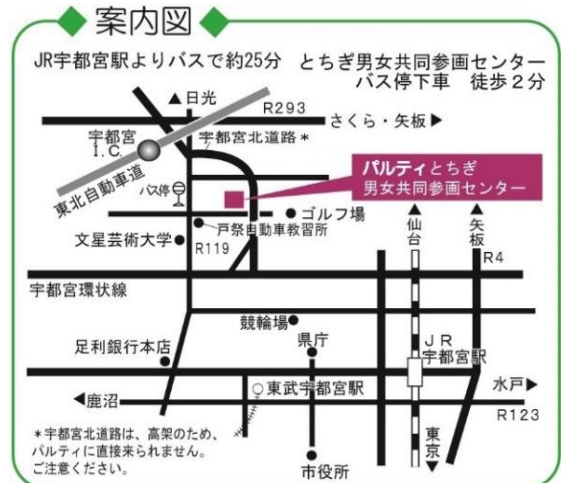 案内図
JR宇都宮駅よりバスで約25分 とちぎ男女共同参画センター
バス停下車 徒歩2分
▲日光
R293
さくら・矢板▶
宇都宮
I.C.
宇都宮北道路*
東北自動車道
パルティとちぎ
男女共同参画センター
バス停
ゴルフ場
戸祭自動車教習所
文星芸術大学
R119
▲仙台
▲矢板
R4
宇都宮環状線
競輪場
県庁
JR
宇都宮駅
足利銀行本店
水戸▶
◀鹿沼
東武宇都宮駅
R123
*宇都宮北道路は、高架のため、
パルティに直接来られません。
ご注意ください。
市役所
東京▼